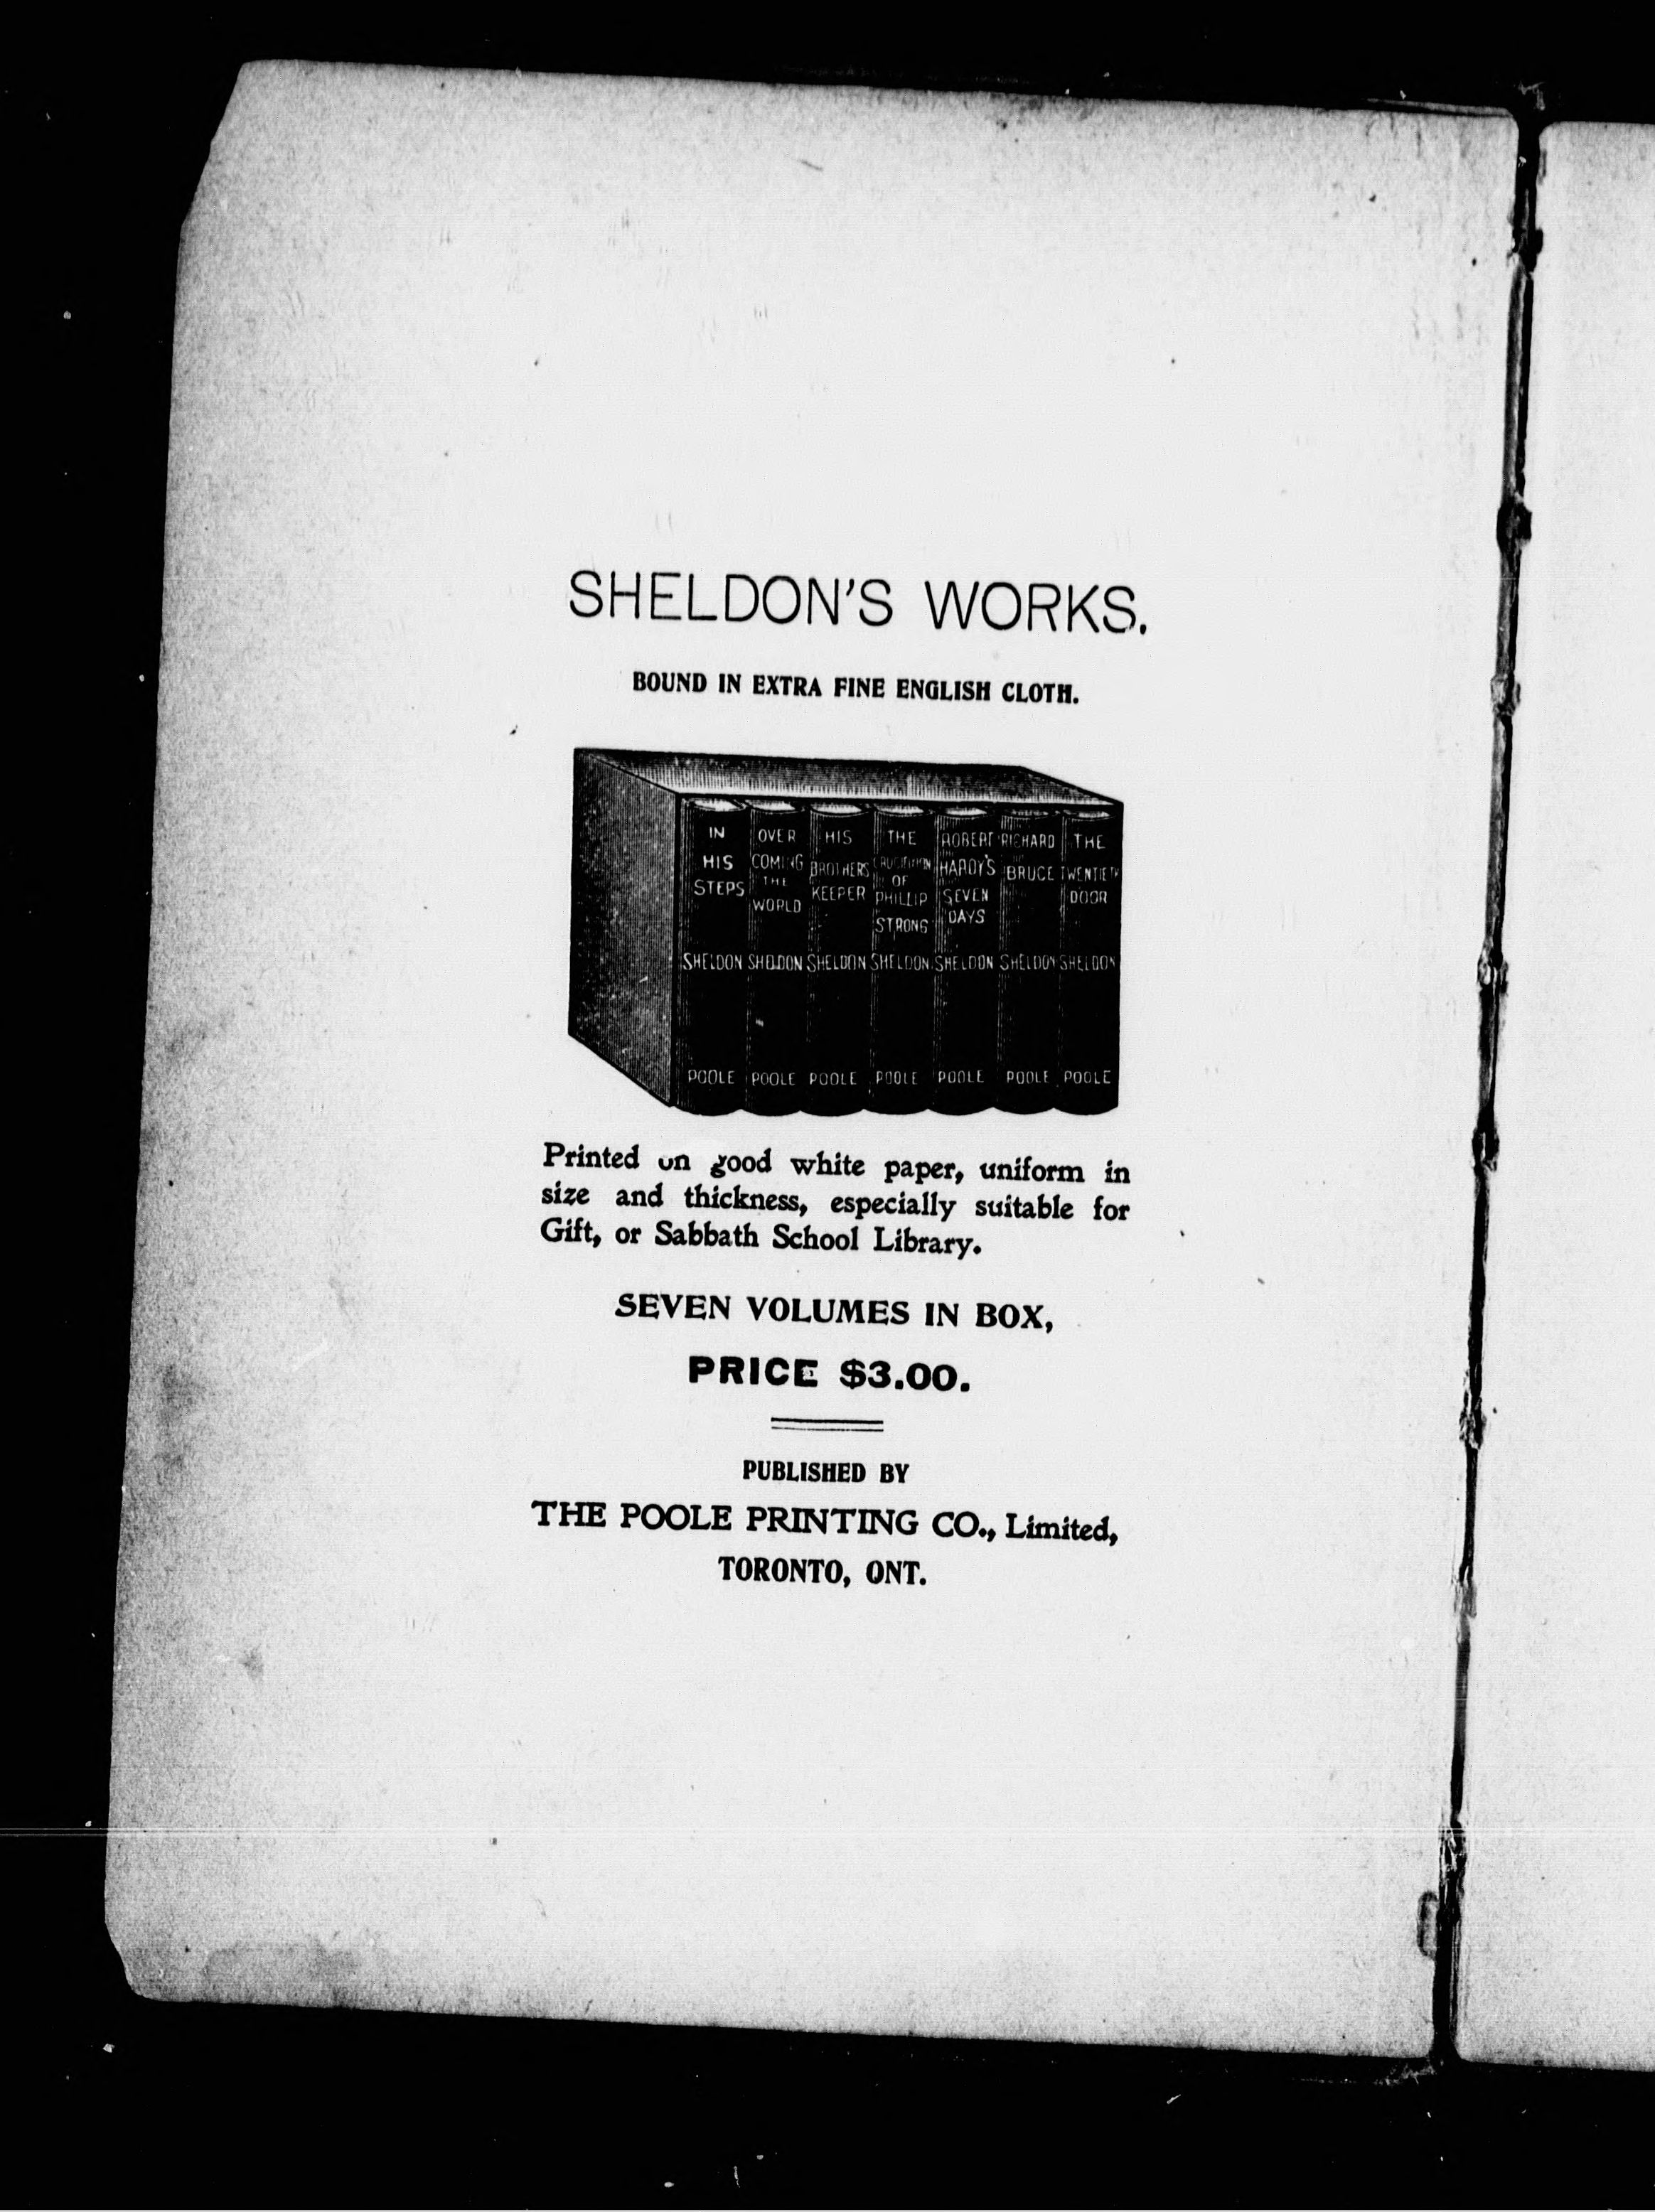 SHELDON'S WORKS.
BOUND IN EXTRA FINE ENGLISH CLOTH.
IN
HIS
STEPS
SHELDON
POOLE
OVER
COMING
THE
WORLD
SHELDON
POOLE
HIS
BROTHERS
KEEPER
SHELDON
POOLE
THE
CRUCIFIXION
OF
PHILLIP
STRONG
SHELDON
POOLE
ROBERT
HARDY'S
SEVEN
DAYS
SHELDON
POOLE
RICHARD
BRUCE
SHELDON
POOLE
THE
TWENTIETH
DOOR
SHELDON
POOLE
Printed on good white paper, uniform in
size and thickness, especially suitable for
Gift, or Sabbath School Library.
SEVEN VOLUMES IN BOX,
PRICE $3.00.
PUBLISHED BY
THE POOLE PRINTING CO., Limited,
TORONTO, ONT.